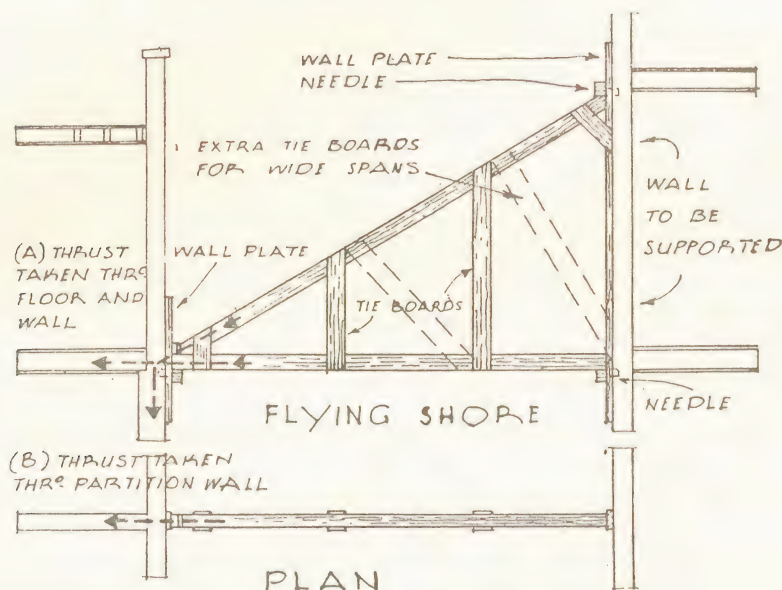 WALL PLATE
NEEDLE
EXTRA TIE BOARDS
FOR WIDE SPANS
WALL
TO BE
SUPPORTED
(A) THRUST
TAKEN THRO
FLOOR AND
WALL
WALL PLATE
TIE BOARDS
NEEDLE
FLYING SHORE
(B) THRUST TAKEN
THRO PARTITION WALL
PLAN